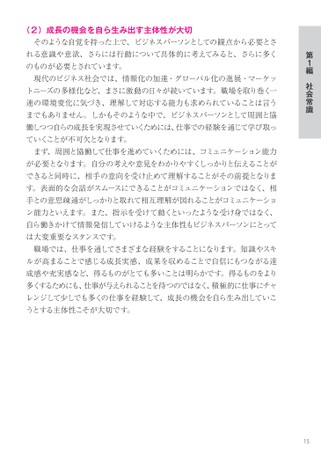 （２）成長の機会を自ら生み出す主体性が大切
そのような自覚を持った上で、ビジネスパーソンとしての観点から必要とさ
れる意識や意欲、さらには行動について具体的に考えてみると、さらに多く
のものが必要とされています。
現代のビジネス社会では、情報化の加速・グローバル化の進展・マーケッ
トニーズの多様化など、まさに激動の日々が続いています。職場を取り巻く一
連の環境変化に気づき、理解して対応する能力も求められていることは言う
までもありません。しかもそのような中で、ビジネスパーソンとして周囲と協
働しつつ自らの成長を実現させていくためには、仕事での経験を通じて学び取っ
ていくことが不可欠となります。
まず、周囲と協働して仕事を進めていくためには、コミュニケーション能力
が必要となります。自分の考えや意見をわかりやすくしっかりと伝えることが
できると同時に、相手の意向を受け止めて理解することがその前提となりま
す。表面的な会話がスムースにできることがコミュニケーションではなく、相
手との意思疎通がしっかりと取れて相互理解が図れることがコミュニケーショ
ン能力といえます。また、指示を受けて動くといったような受け身ではなく、
自ら働きかけて情報発信していけるような主体性もビジネスパーソンにとって
は大変重要なスタンスです。
職場では、仕事を通してさまざまな経験をすることになります。知識やスキ
ルが高まることで感じる成長実感、成果を収めることで自信にもつながる達
成感や充実感など、得るものがとても多いことは明らかです。得るものをより
多くするためにも、仕事が与えられることを待つのではなく、積極的に仕事にチャ
レンジして少しでも多くの仕事を経験して、成長の機会を自ら生み出していこ
うとする主体性こそが大切です。
第１編 社会常識
15